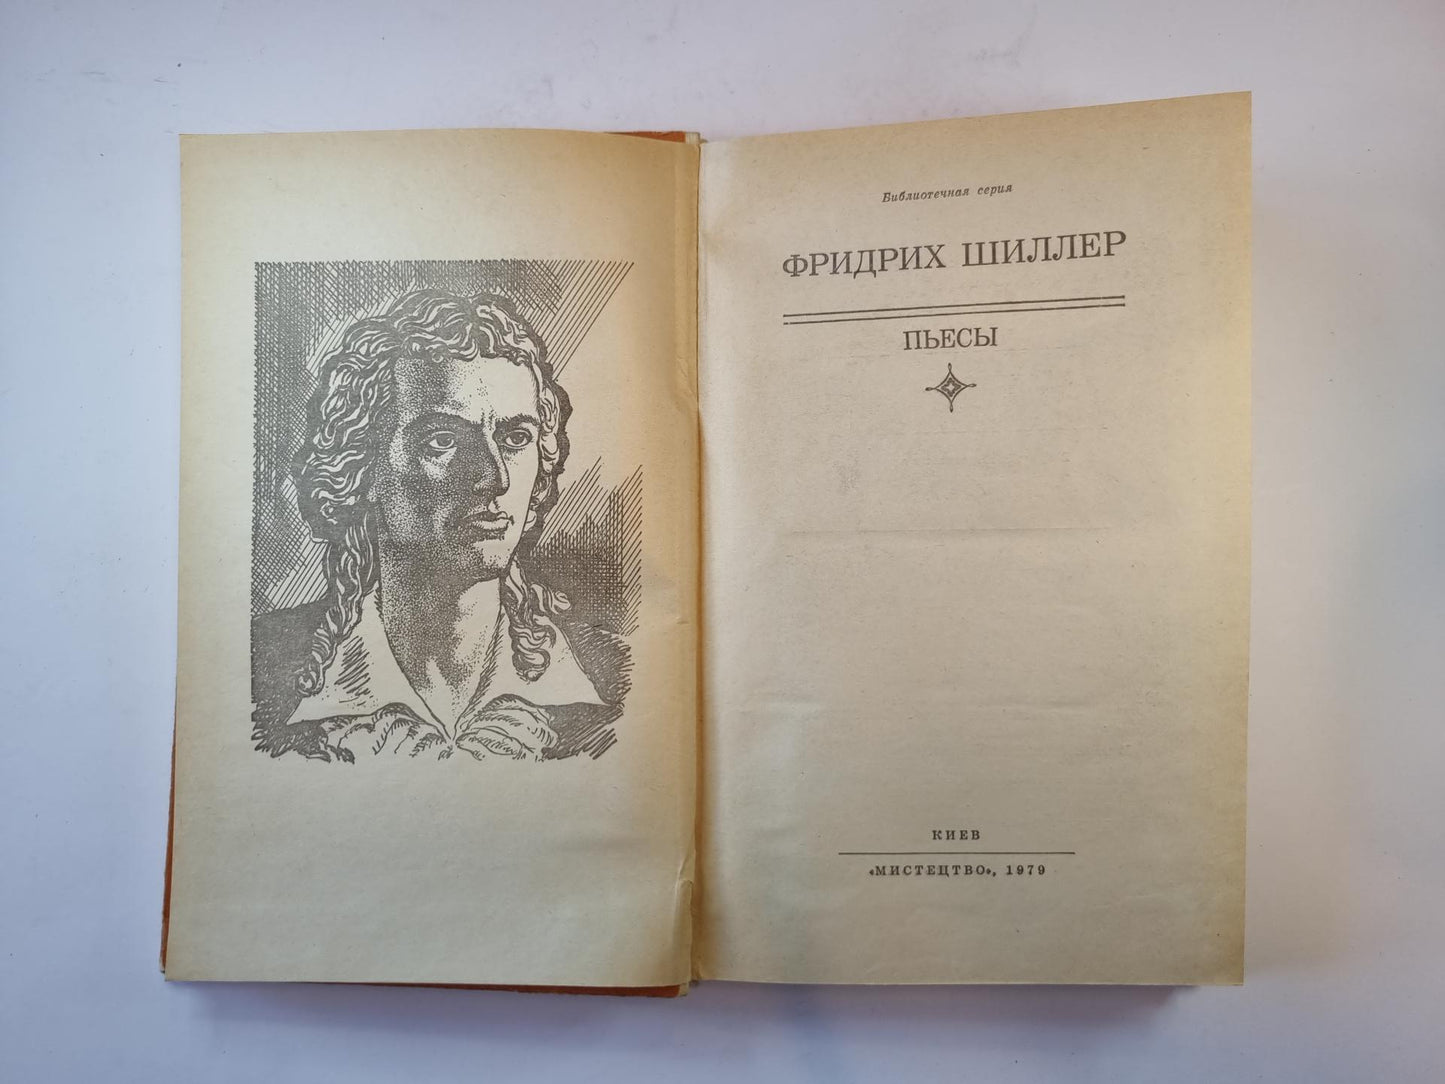 Библиотечная серия
ФРИДРИХ ШИЛЛЕР
ПЬЕСЫ
КИЕВ
«МИСТЕЦТВО», 1979